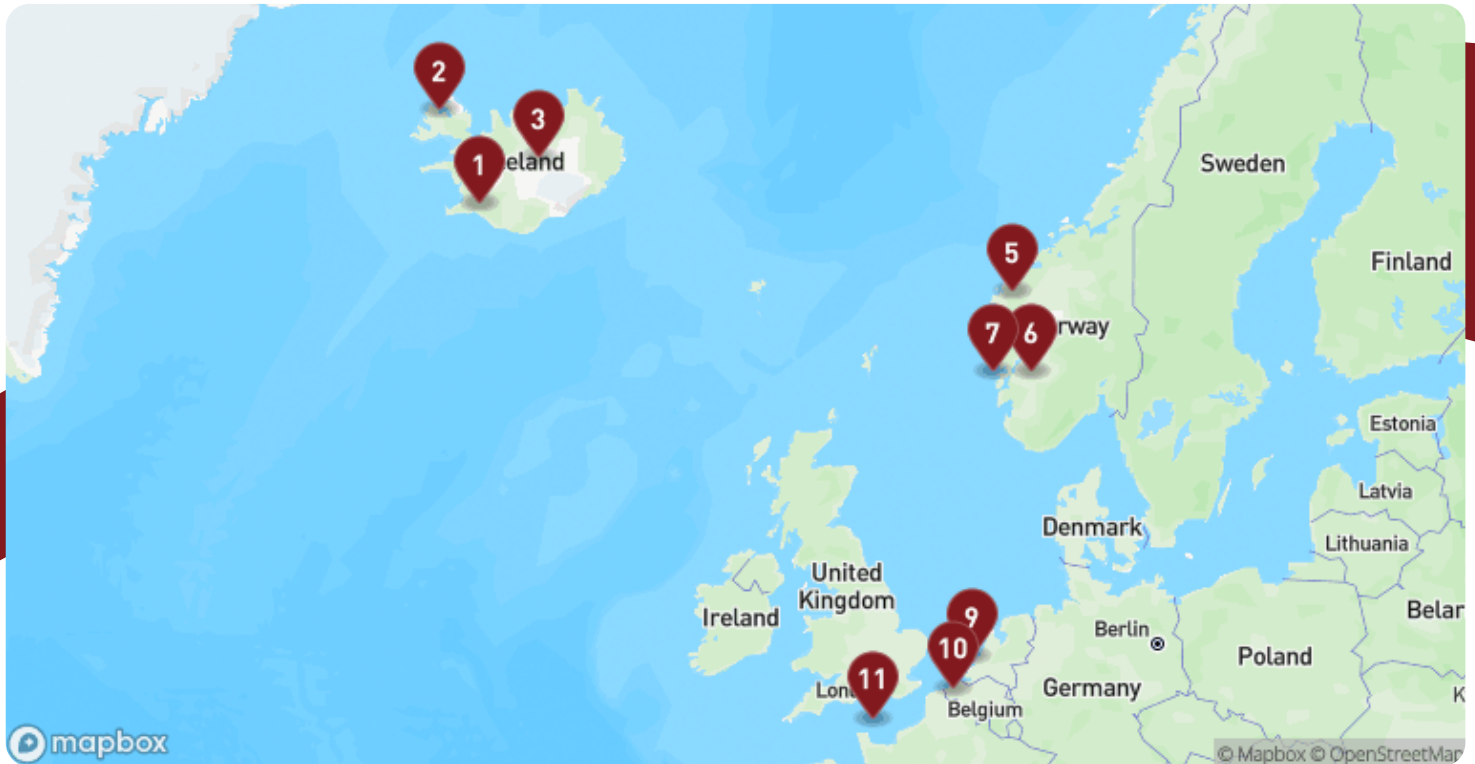 2
3
1
eland
Sweden
5
Finland
7
6
rway
Estonia
Latvia
Denmark
Lithuania
United
Kingdom
Ireland
9
Belar
Berlin
10
Poland
11
Lon
Germany
K
Belgium
mapbox
© Mapbox © OpenStreetMap